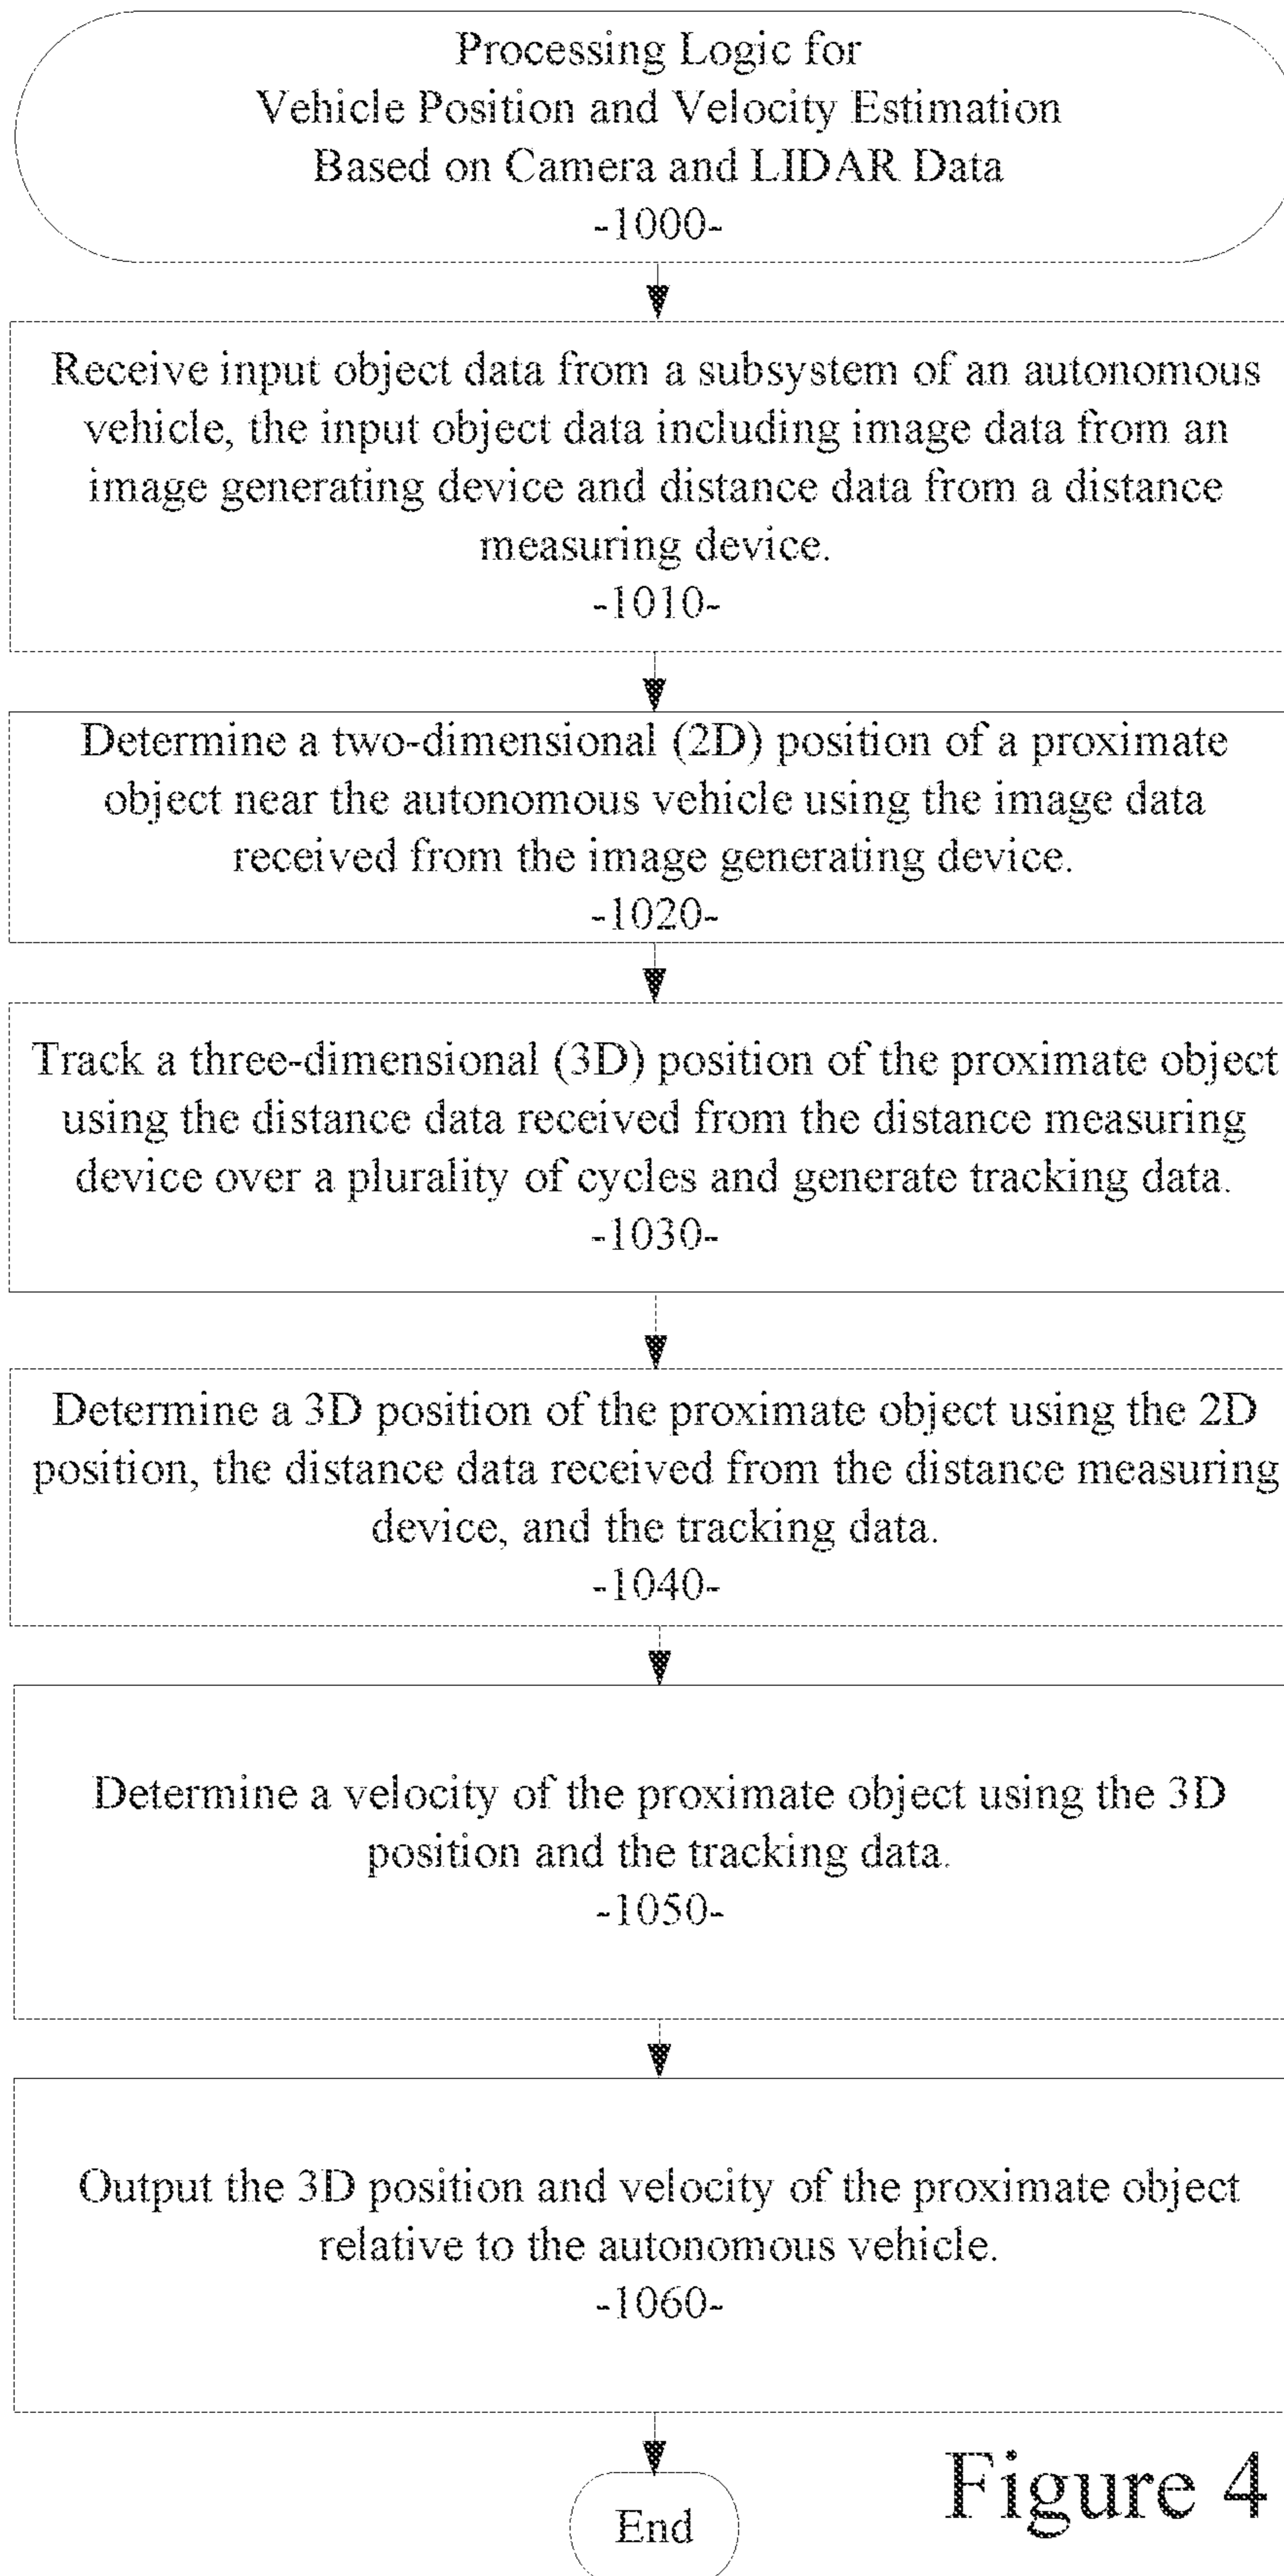 Processing Logic for
Vehicle Position and Velocity Estimation
Based on Camera and LIDAR Data
-1000-
Receive input object data from a subsystem of an autonomous
vehicle, the input object data including image data from an
image generating device and distance data from a distance
measuring device.
-1010-
Determine a two-dimensional (2D) position of a proximate
object near the autonomous vehicle using the image data
received from the image generating device.
-1020-
Track a three-dimensional (3D) position of the proximate object
using the distance data received from the distance measuring
device over a plurality of cycles and generate tracking data.
-1030-
Determine a 3D position of the proximate object using the 2D
position, the distance data received from the distance measuring
device, and the tracking data.
-1040-
Determine a velocity of the proximate object using the 3D
position and the tracking data.
-1050-
Output the 3D position and velocity of the proximate object
relative to the autonomous vehicle.
-1060-
End
Figure 4